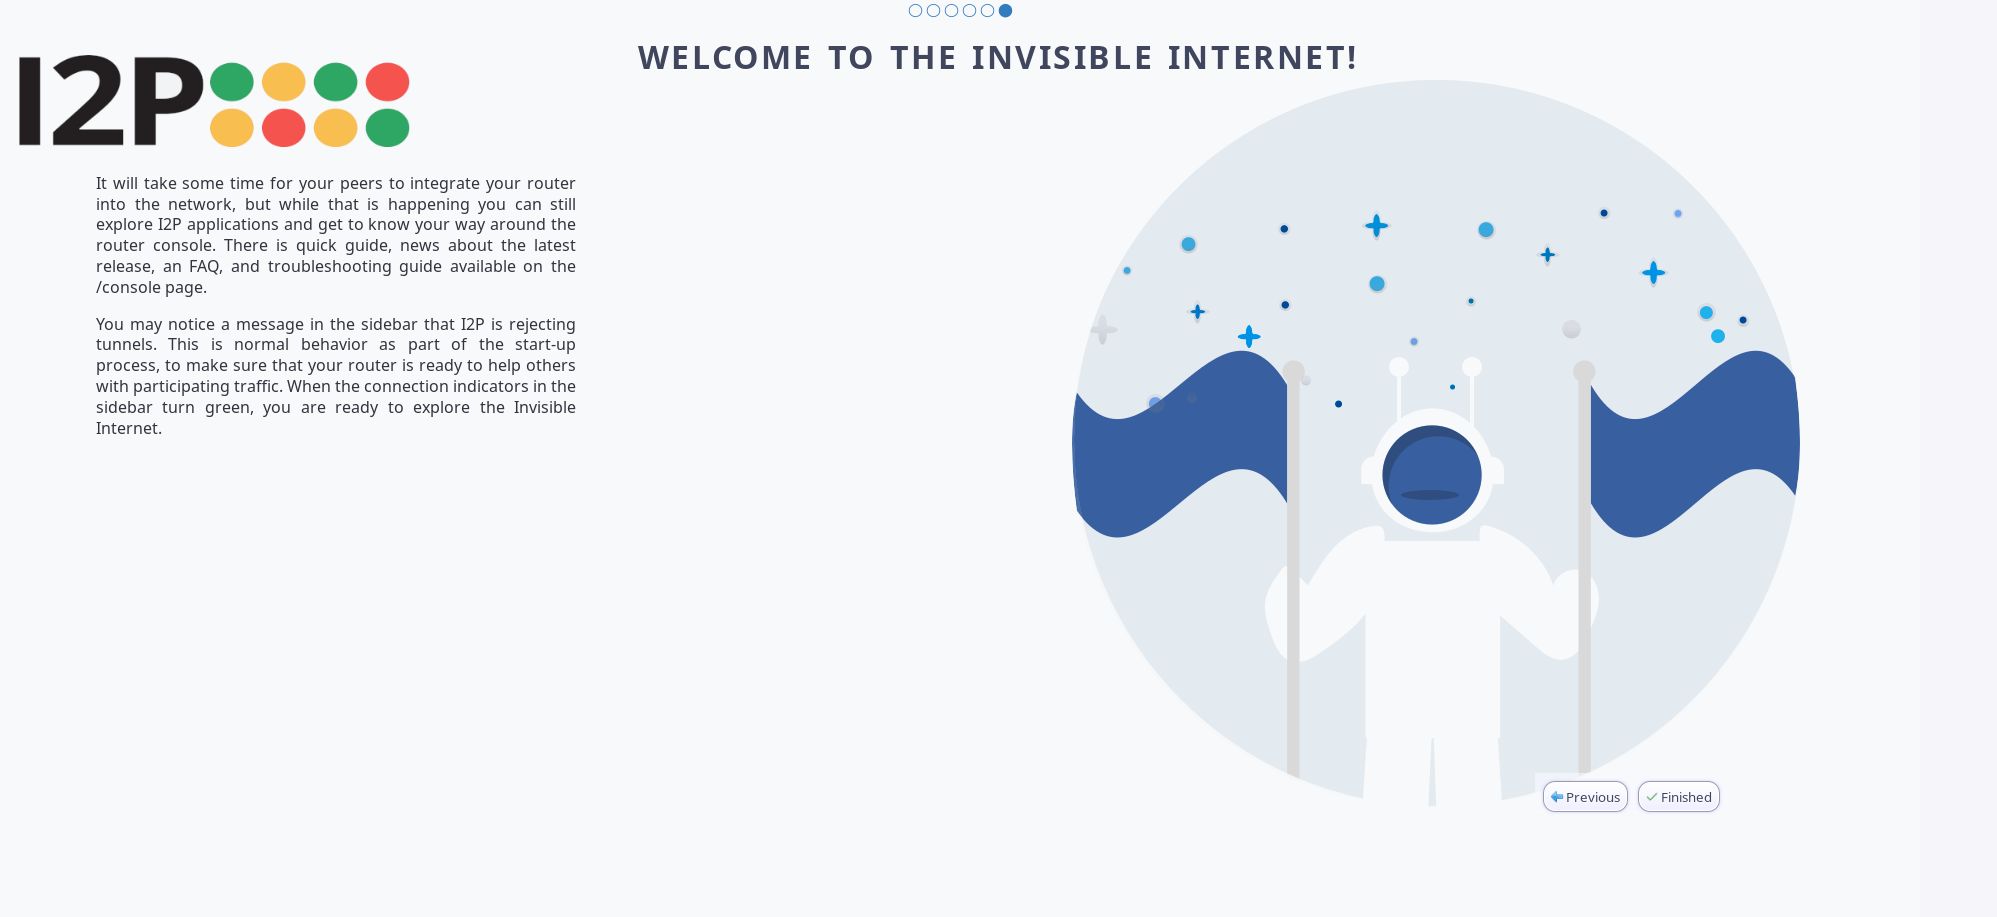 WELCOME TO THE INVISIBLE INTERNET!
I2P
It will take some time for your peers to integrate your router
into the network, but while that is happening you can still
explore I2P applications and get to know your way around the
router console. There is quick guide, news about the latest
release, an FAQ, and troubleshooting guide available on the
/console page.
You may notice a message in the sidebar that I2P is rejecting
tunnels. This is normal behavior as part of the start-up
process, to make sure that your router is ready to help others
with participating traffic. When the connection indicators in the
sidebar turn green, you are ready to explore the Invisible
Internet.
Previous
Finished